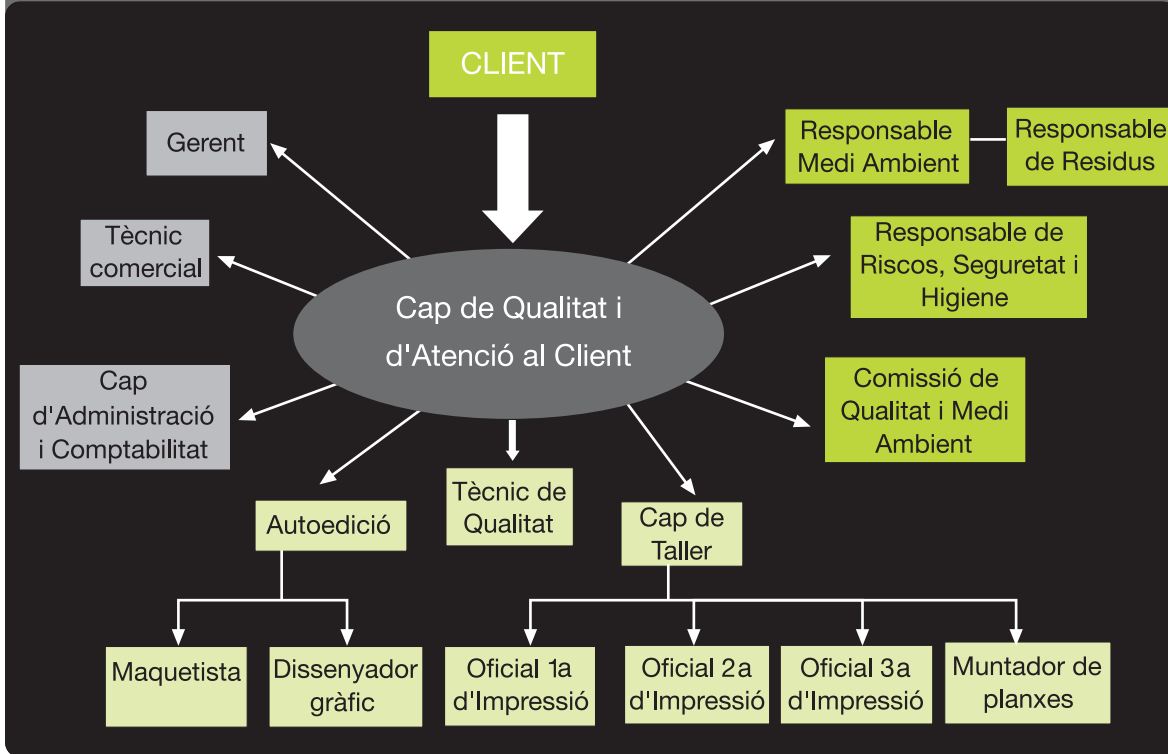 CLIENT
Gerent
Responsable
Medi Ambient
Responsable
de Residus
Tècnic
comercial
Responsable de
Riscos, Seguretat i
Higiene
Cap de Qualitat i
d'Atenció al Client
Cap
d'Administració
i Comptabilitat
Comissió de
Qualitat i Medi
Ambient
Autoedició
Tècnic de
Qualitat
Cap de
Taller
Maquetista
Dissenyador
gràfic
Oficial 1a
d'Impressió
Oficial 2a
d'Impressió
Oficial 3a
d'Impressió
Muntador de
planxes